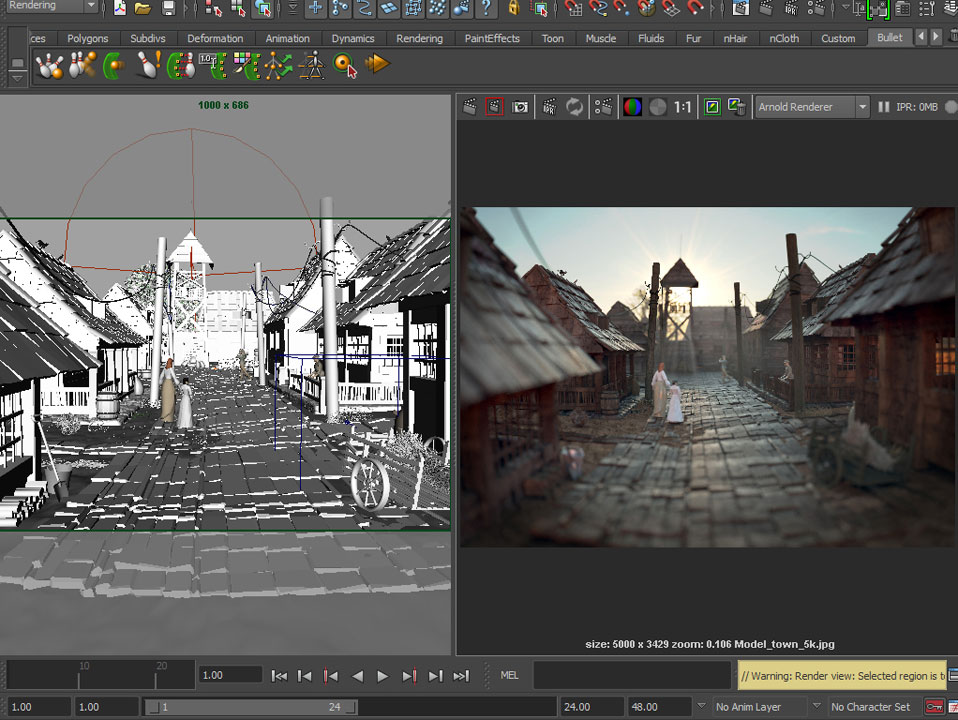 Rendering
ces Polygons Subdivs Deformation Animation Dynamics Rendering PaintEffects Toon Muscle Fluids Fur nHair nCloth Custom Bullet
1.0
1000 x 686
1:1 Arnold Renderer IPR: 0MB
size: 5000 x 3429 zoom: 0.106 Model_town_5k.jpg
10 20 1.00 MEL // Warning: Render view: Selected region is t
1.00 1.00 1 24 24.00 48.00 No Anim Layer No Character Set